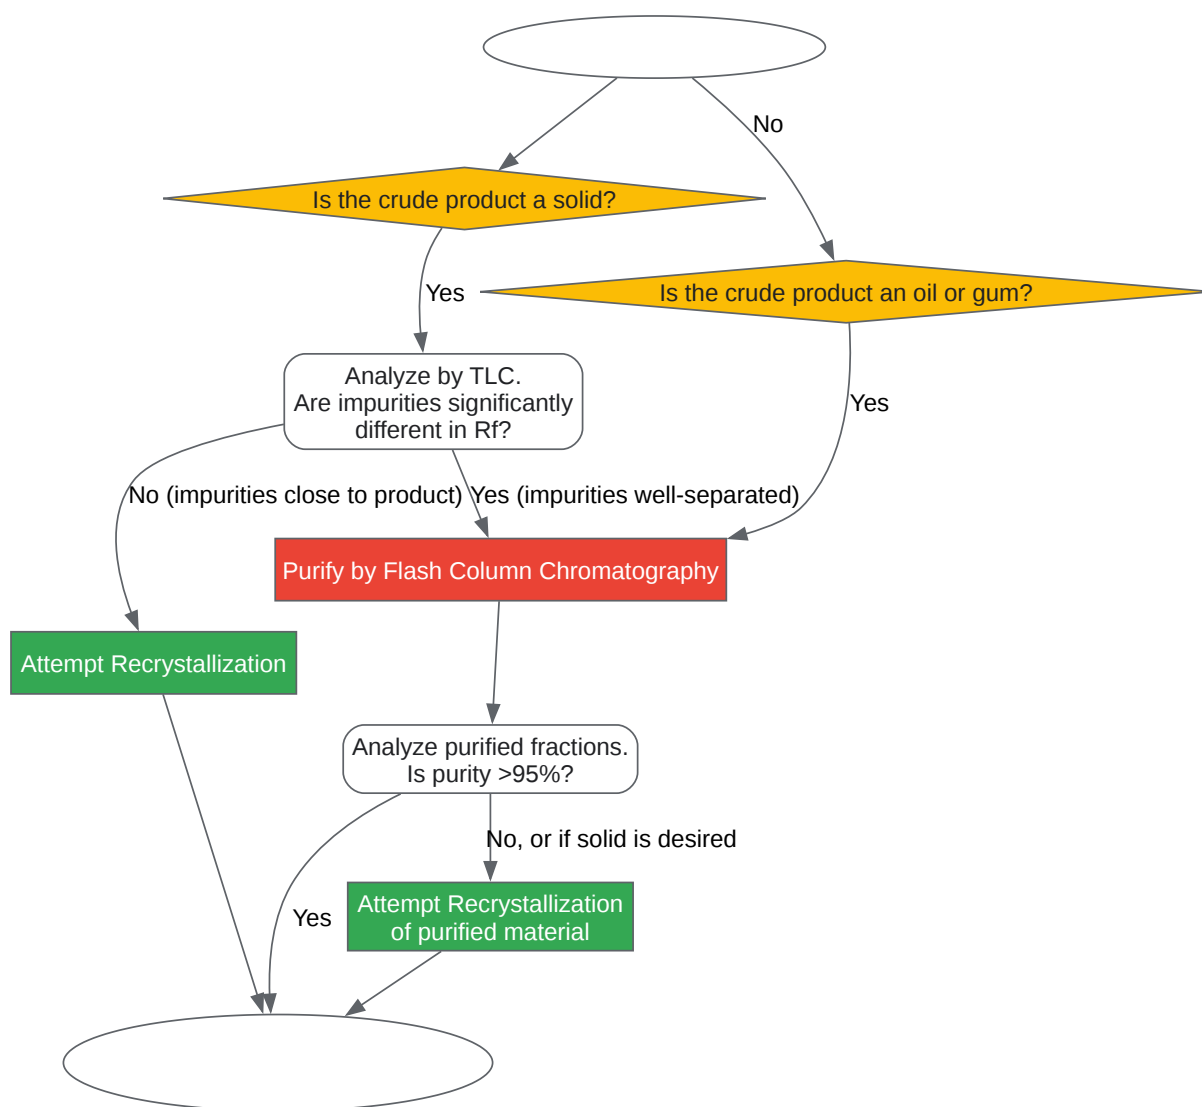 No
Is the crude product a solid?
Yes
Is the crude product an oil or gum?
Analyze by TLC.
Are impurities significantly
different in Rf?
Yes
No (impurities close to product)
Yes (impurities well-separated)
Purify by Flash Column Chromatography
Attempt Recrystallization
Analyze purified fractions.
Is purity >95%?
No, or if solid is desired
Yes
Attempt Recrystallization
of purified material